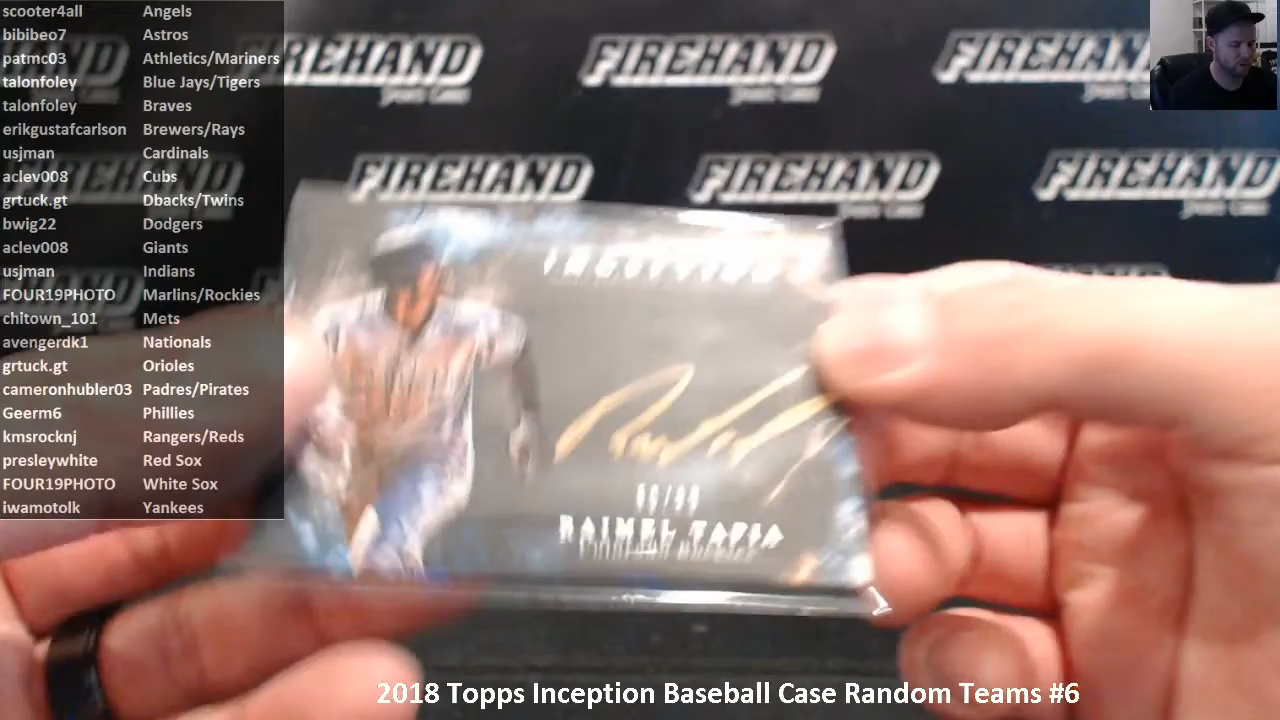 scooter4all Angels
bibibeo7 Astros
patmc03 Athletics/Mariners
talonfoley Blue Jays/Tigers
talonfoley Braves
erikgustafcarlson Brewers/Rays
usjman Cardinals
aclev008 Cubs
grtuck.gt Dbacks/Twins
bwig22 Dodgers
aclev008 Giants
usjman Indians
FOUR19PHOTO Marlins/Rockies
chitown_101 Mets
avengerdk1 Nationals
grtuck.gt Orioles
cameronhubler03 Padres/Pirates
Geerm6 Phillies
kmsrocknj Rangers/Reds
presleywhite Red Sox
FOUR19PHOTO White Sox
iwamotolk Yankees
FIREHAND FIREHAND FIREHAND
FIREHAND FIREHAND FIREHAND
INCEPTION
RAIMEL TAPIA
2018 Topps Inception Baseball Case Random Teams #6